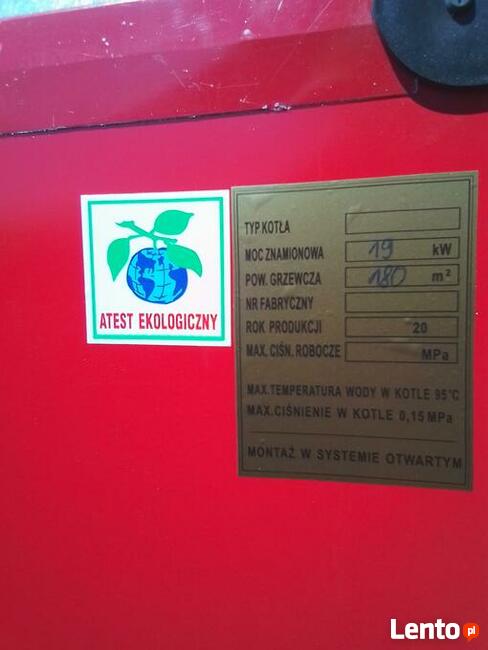 ATEST EKOLOGICZNY
TYP KOTŁA
MOC ZNAMIONOWA 19 kW
POW. GRZEWCZA 180 m²
NR FABRYCZNY
ROK PRODUKCJI 20
MAX. CIŚN. ROBOCZE MPa
MAX. TEMPERATURA WODY W KOTLE 95°C
MAX. CIŚNIENIE W KOTLE 0,15 MPa
MONTAŻ W SYSTEMIE OTWARTYM
Lento.pl